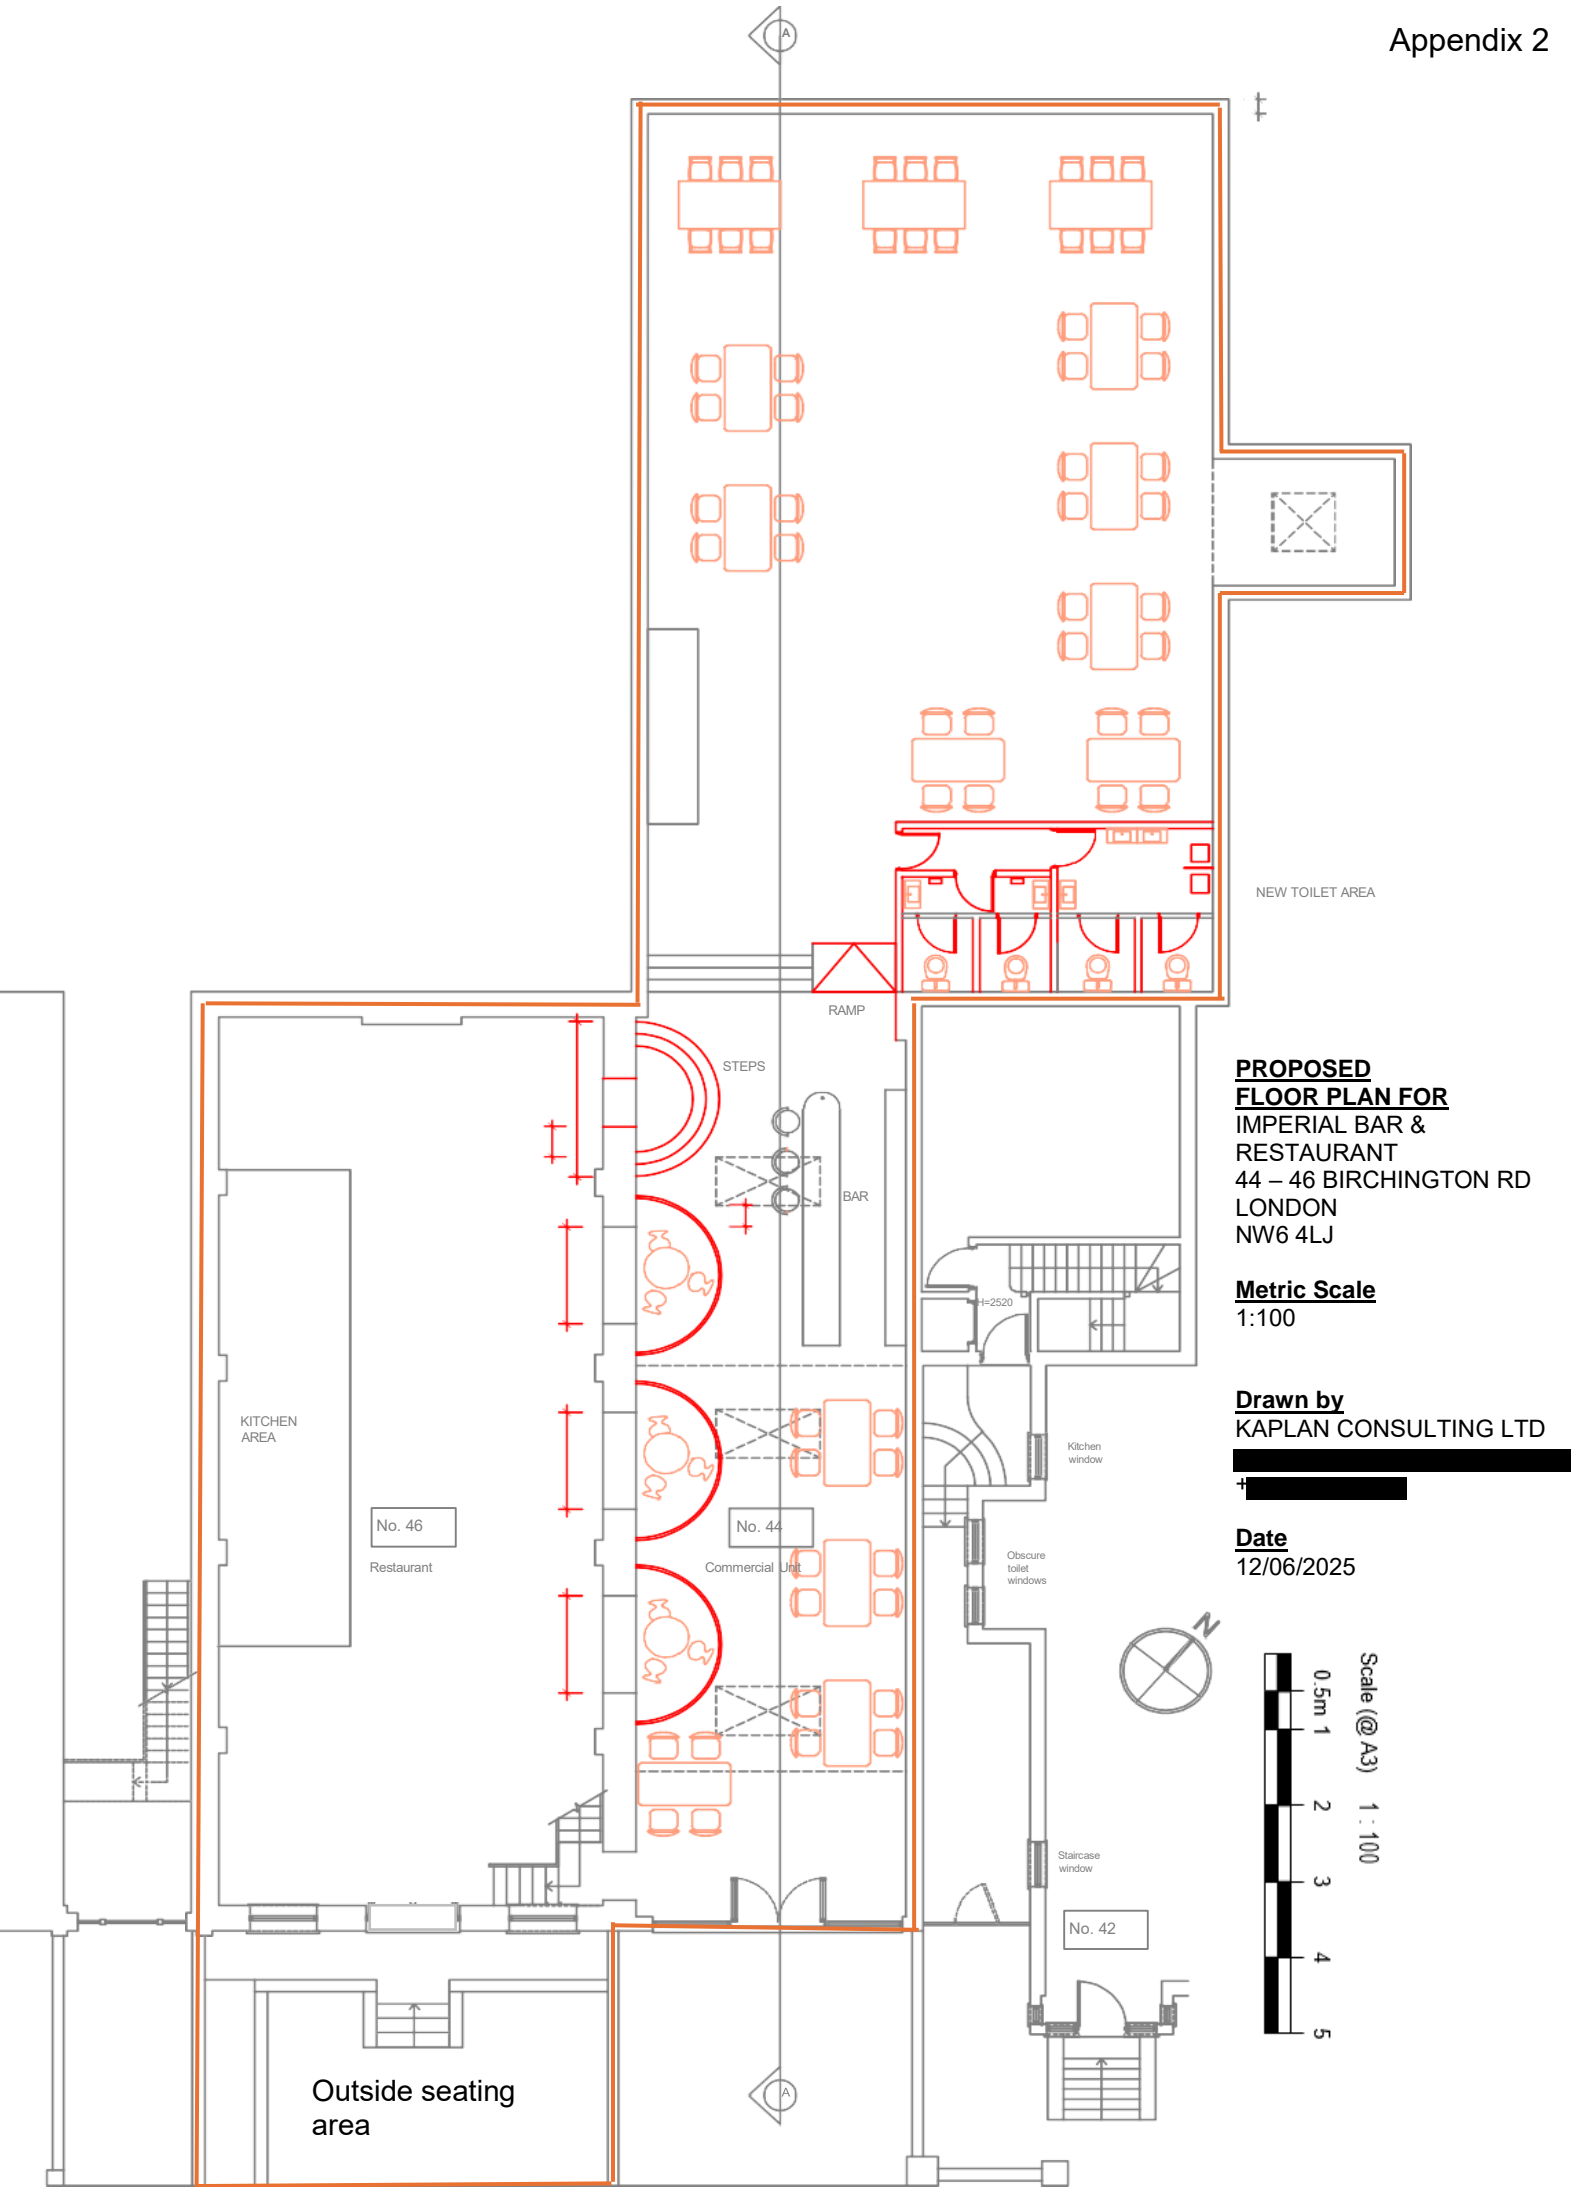 A
Appendix 2
NEW TOILET AREA
RAMP
STEPS
BAR
PROPOSED
FLOOR PLAN FOR
IMPERIAL BAR &
RESTAURANT
44 – 46 BIRCHINGTON RD
LONDON
NW6 4LJ
H=2520
Metric Scale
1:100
KITCHEN
AREA
Drawn by
KAPLAN CONSULTING LTD
+
Kitchen
window
No. 46
Restaurant
No. 44
Commercial Unit
Obscure
toilet
windows
Date
12/06/2025
N
Scale (@ A3) 1 : 100
0.5m 1 2 3 4 5
Staircase
window
No. 42
Outside seating
area
A